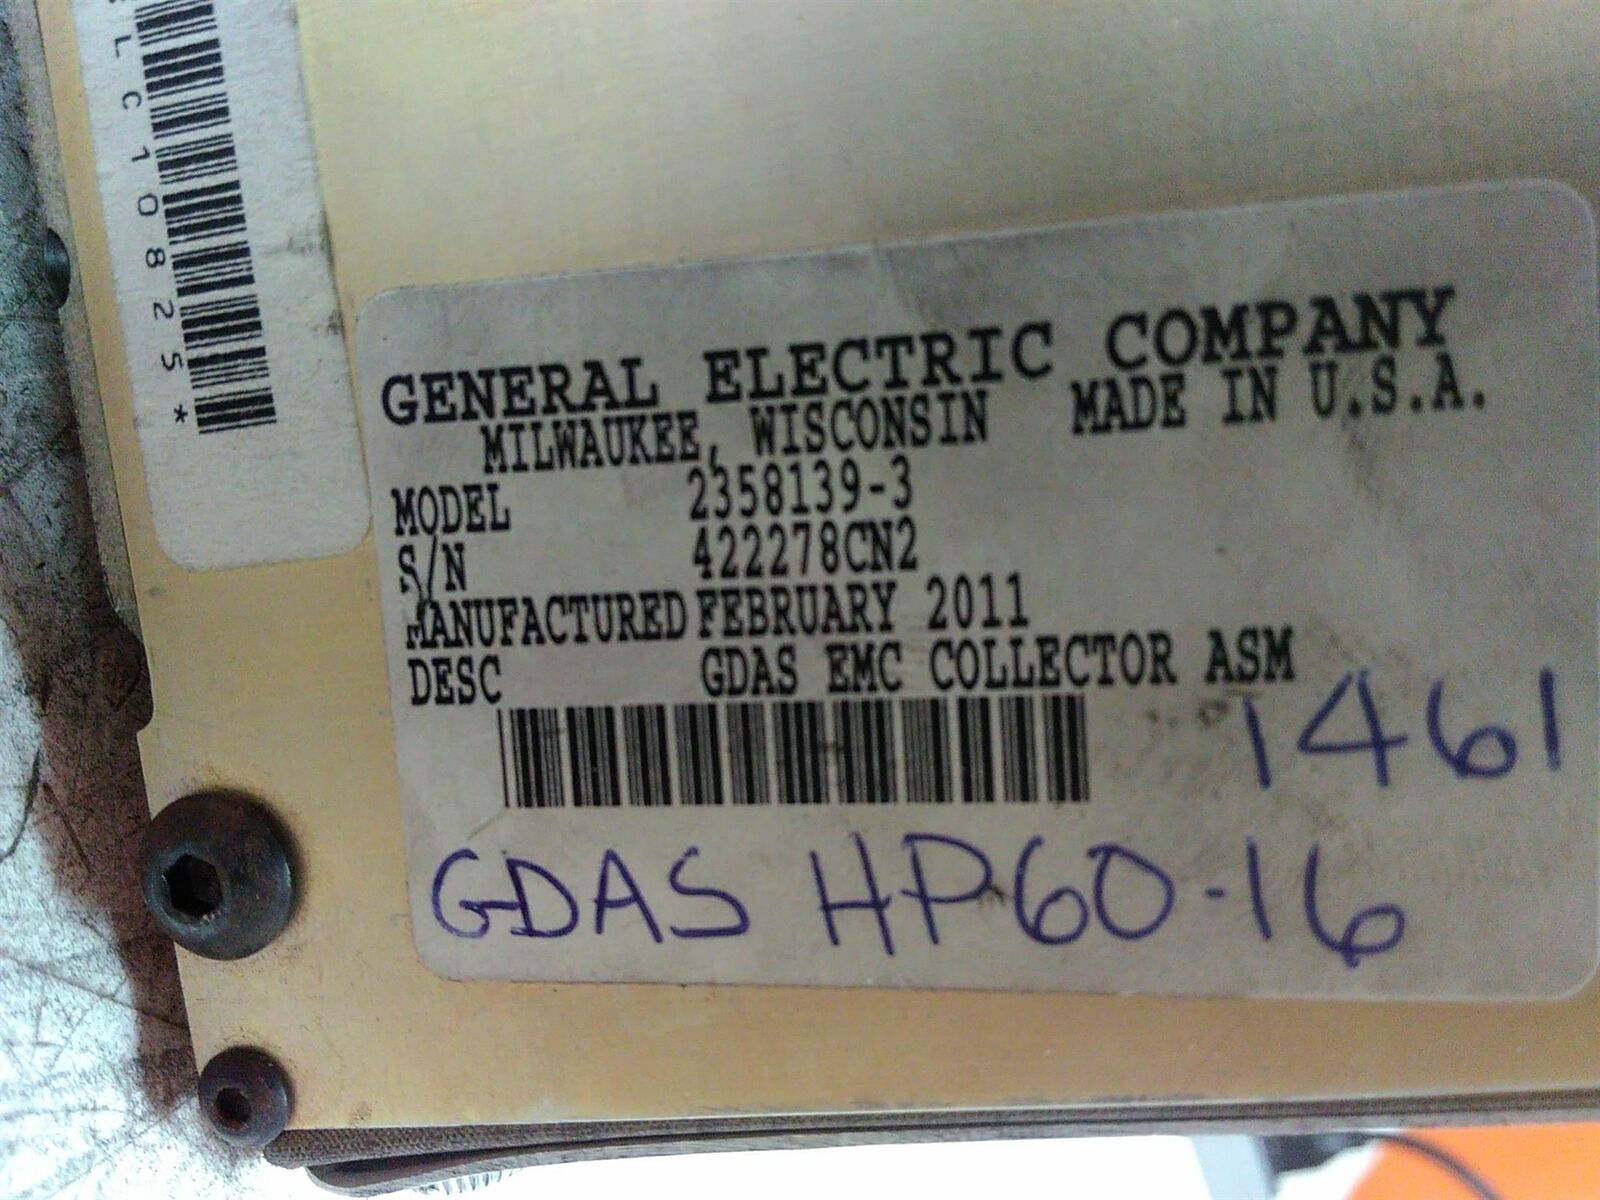 LC10825*
GENERAL ELECTRIC COMPANY
MILWAUKEE, WISCONSIN MADE IN U.S.A.
MODEL 2358139-3
S/N 422278CN2
MANUFACTURED FEBRUARY 2011
DESC GDAS EMC COLLECTOR ASM
1461
GDAS HP60-16